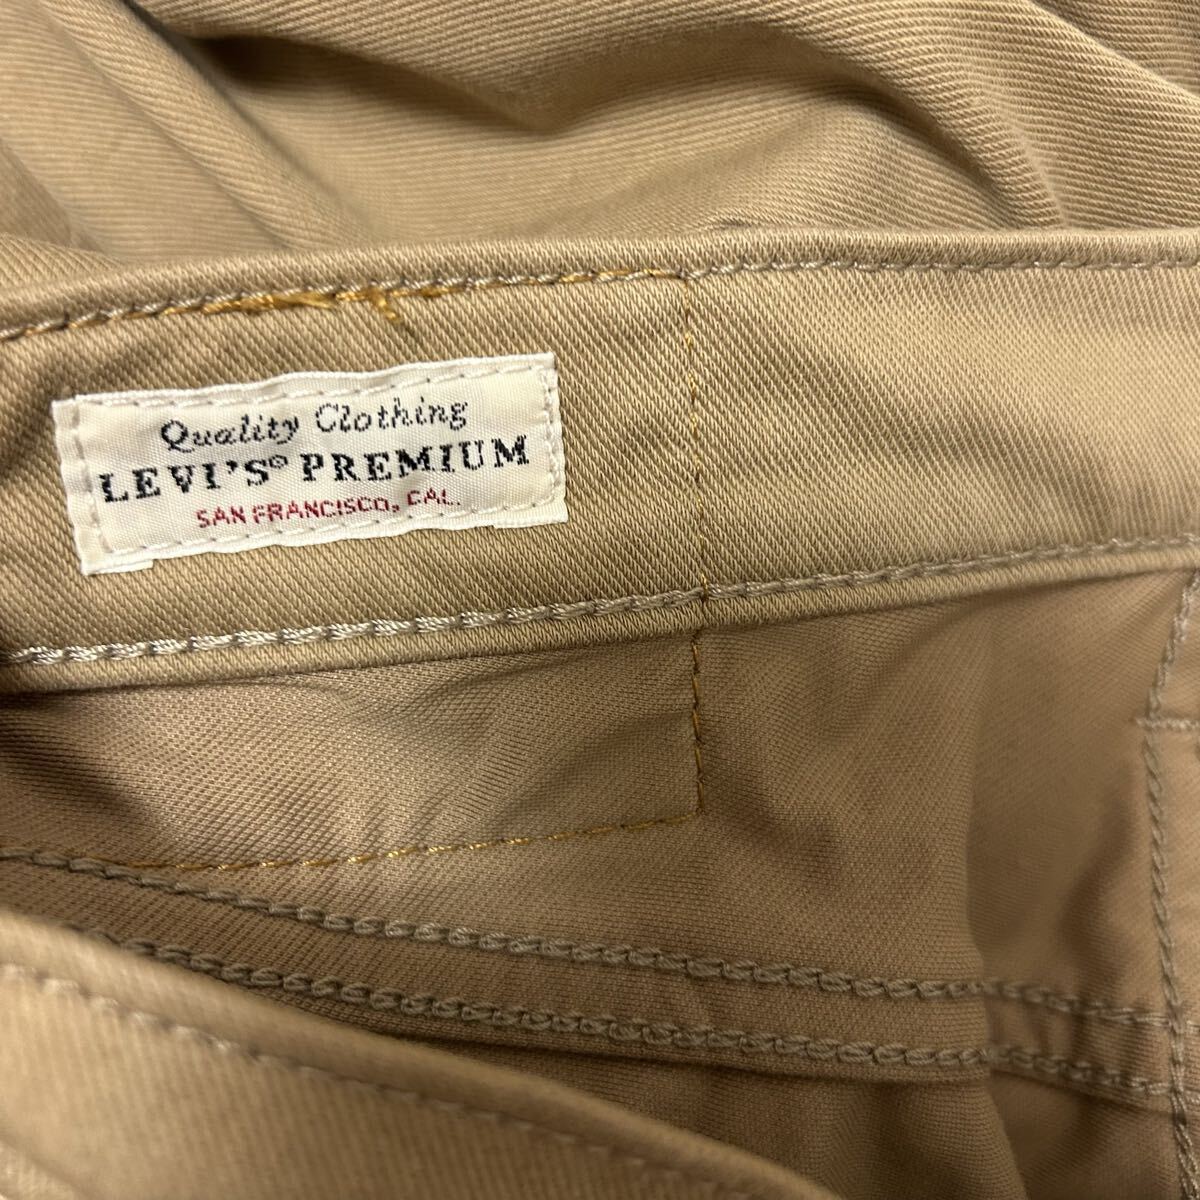 Quality Clothing
LEVI'S® PREMIUM
SAN FRANCISCO, CAL.